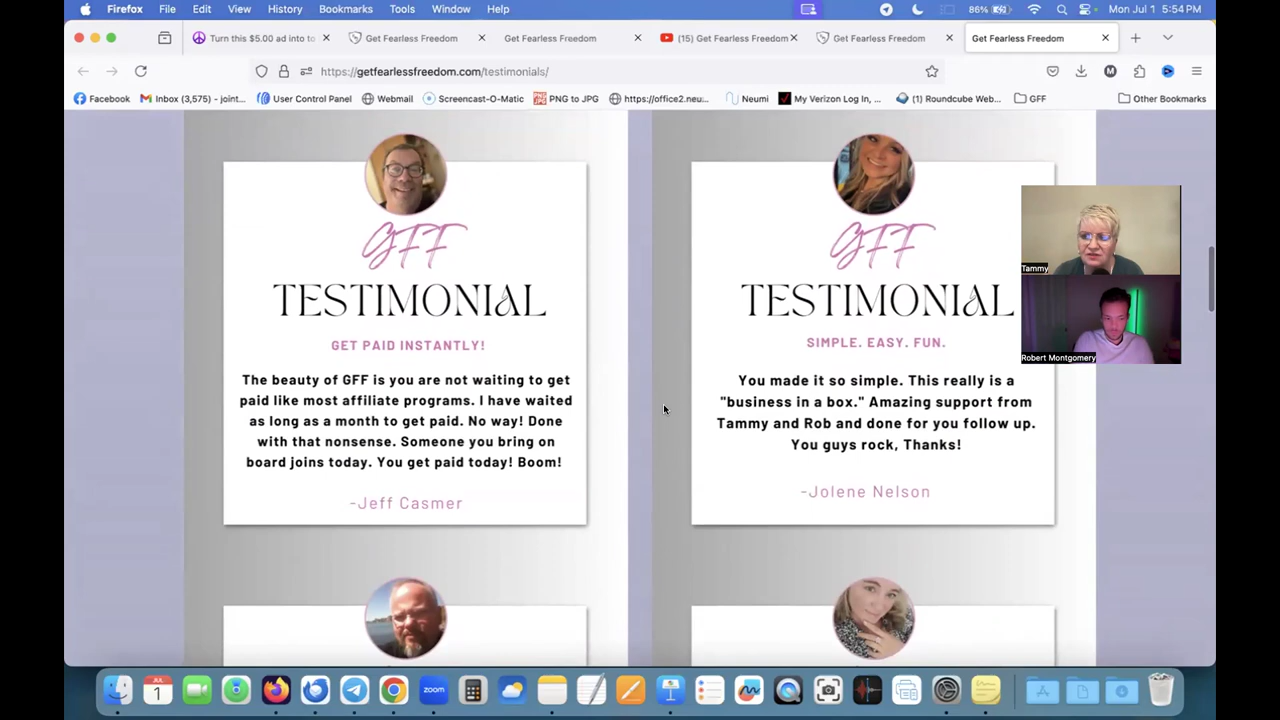 Firefox File Edit View History Bookmarks Tools Window Help 86% Mon Jul 1 5:54 PM
Turn this $5.00 ad into to
Get Fearless Freedom
Get Fearless Freedom
(15) Get Fearless Freedom
Get Fearless Freedom
Get Fearless Freedom
https://getfearlessfreedom.com/testimonials/
Facebook
Inbox (3,575) - joint...
User Control Panel
Webmail
Screencast-O-Matic
PNG to JPG
https://office2.neu...
Neumi
My Verizon Log In, ...
(1) Roundcube Web...
GFF
Other Bookmarks
GFF
TESTIMONIAL
GET PAID INSTANTLY!
The beauty of GFF is you are not waiting to get
paid like most affiliate programs. I have waited
as long as a month to get paid. No way! Done
with that nonsense. Someone you bring on
board joins today. You get paid today! Boom!
-Jeff Casmer
GFF
TESTIMONIAL
SIMPLE. EASY. FUN.
You made it so simple. This really is a
"business in a box." Amazing support from
Tammy and Rob and done for you follow up.
You guys rock, Thanks!
-Jolene Nelson
Tammy
Robert Montgomery
JUL
1
zoom